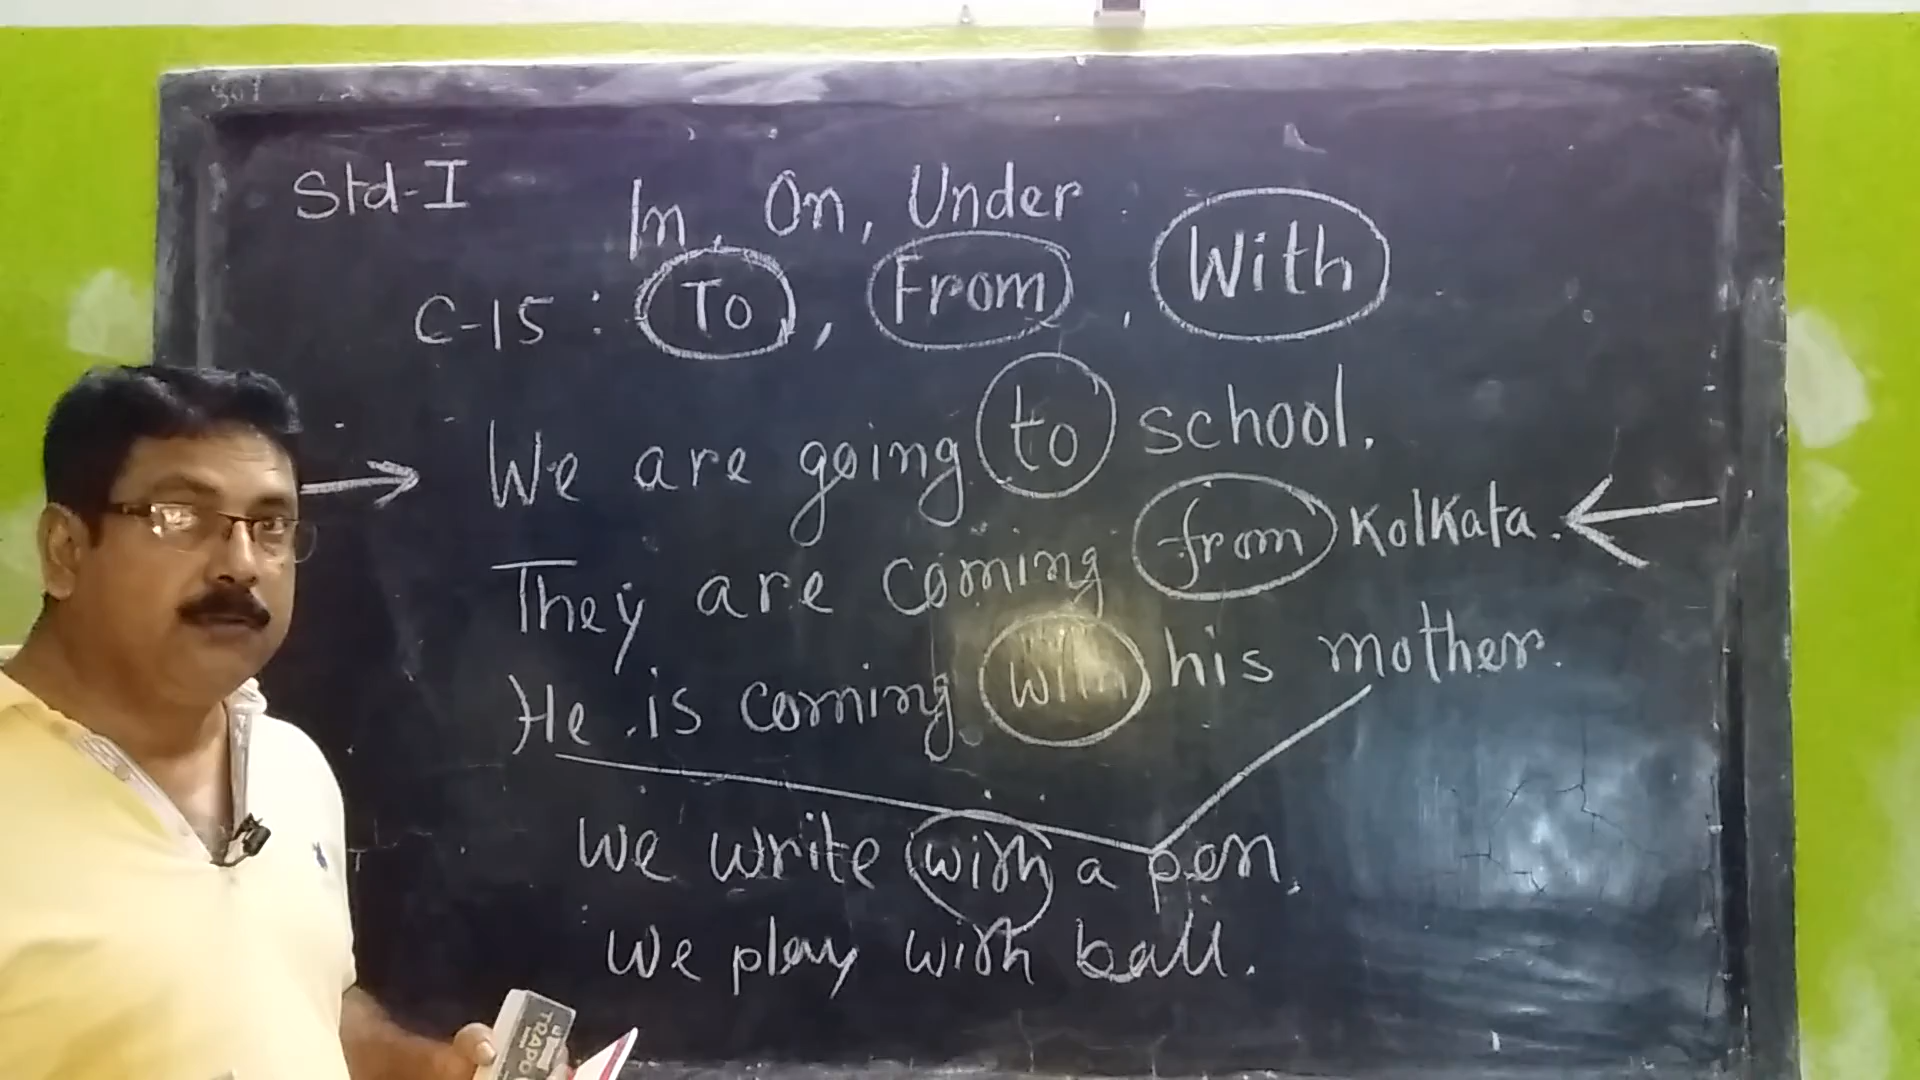 Std-I
In, On, Under
C-15 : To, From, With
We are going to school.
They are coming from Kolkata.
He is coming with his mother.
We write with a pen.
We play with ball.